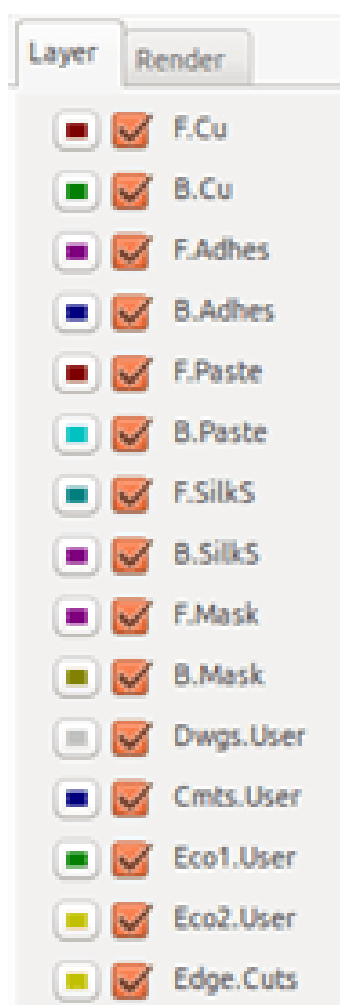 Layer Render
F.Cu
B.Cu
F.Adhes
B.Adhes
F.Paste
B.Paste
F.SilkS
B.SilkS
F.Mask
B.Mask
Dwgs.User
Cmts.User
Eco1.User
Eco2.User
Edge.Cuts